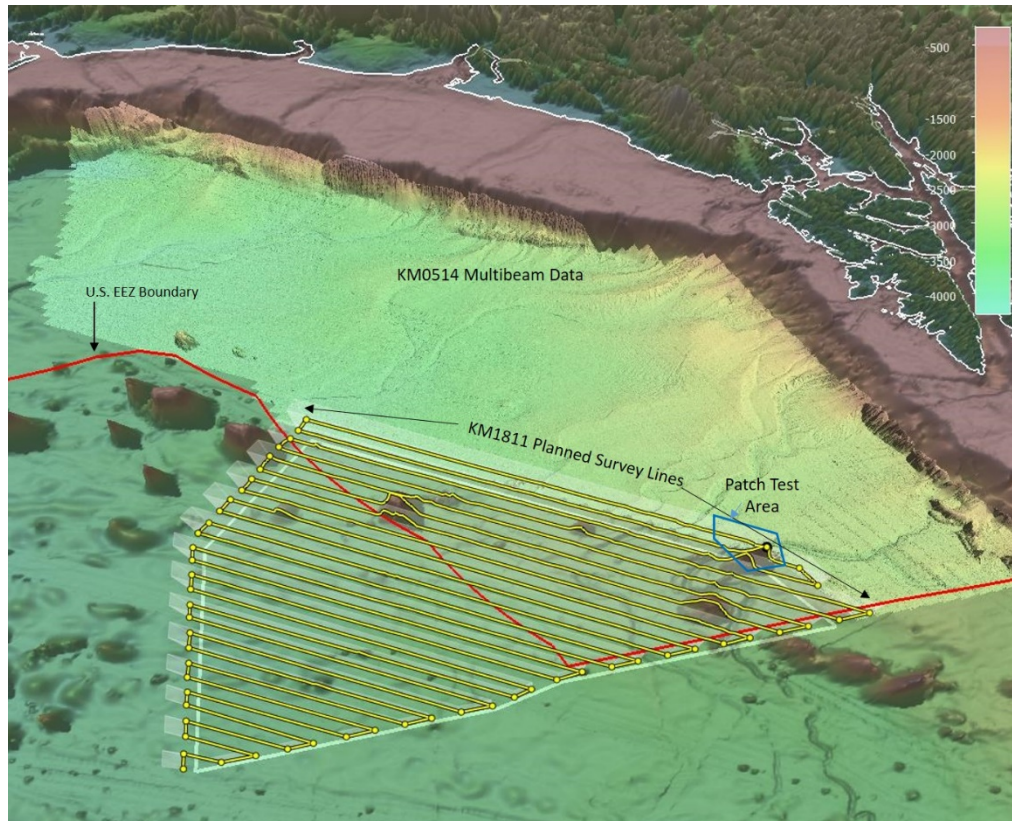 -500
-1500
-2000
-2500
-3000
-3500
-4000
KM0514 Multibeam Data
U.S. EEZ Boundary
KM1811 Planned Survey Lines
Patch Test
Area